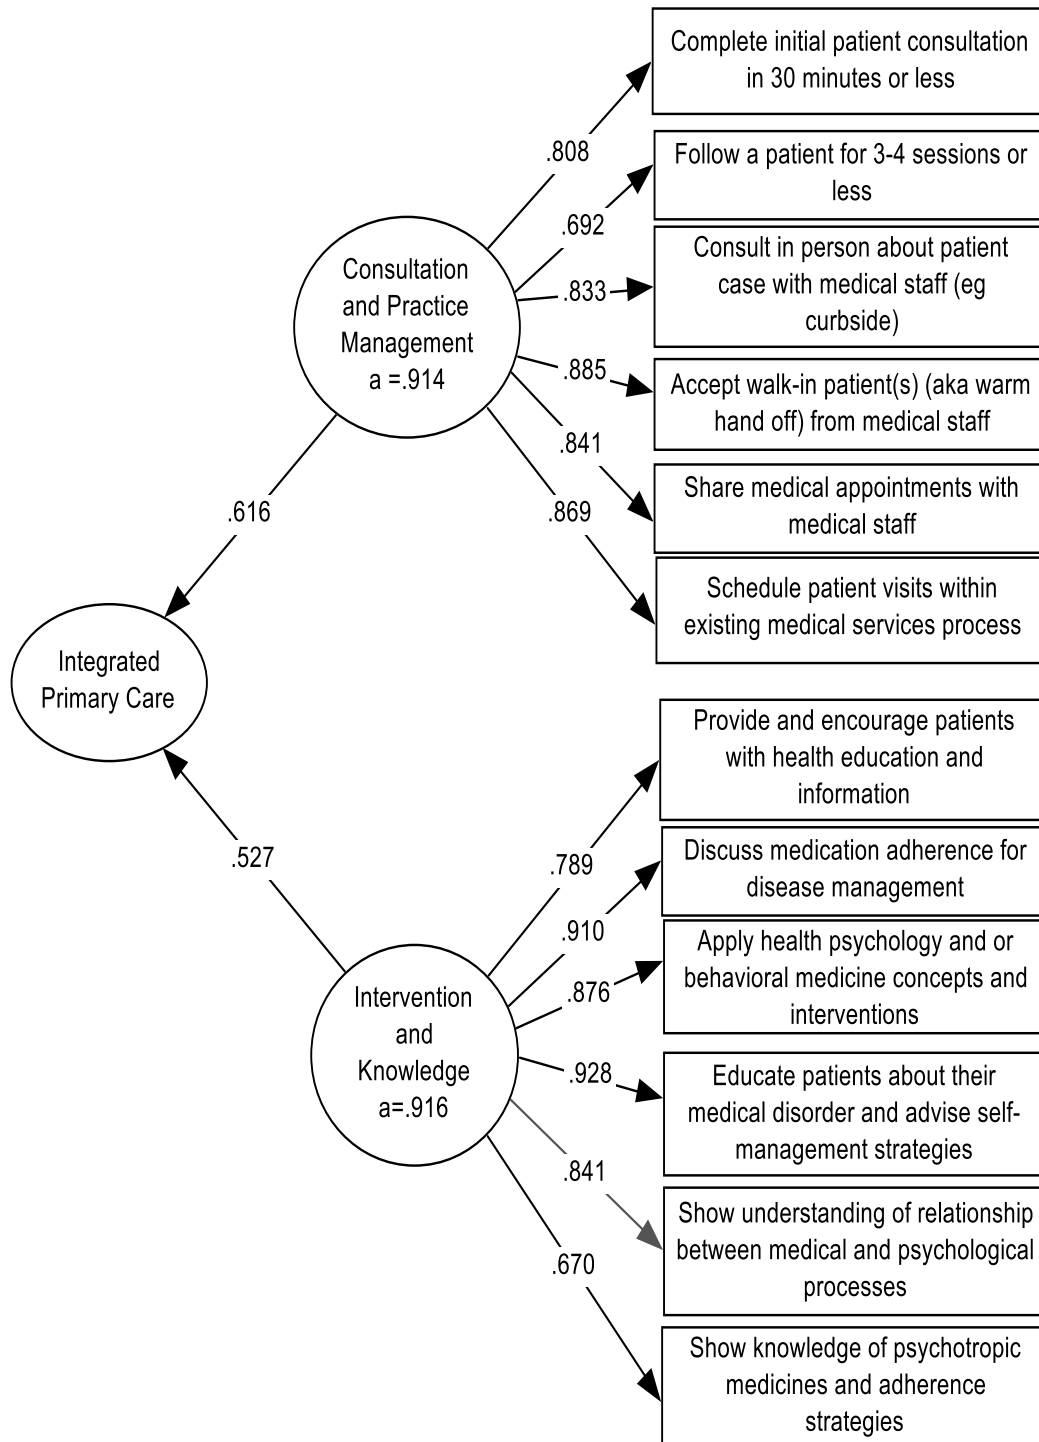 Complete initial patient consultation
in 30 minutes or less
.808
Follow a patient for 3-4 sessions or
less
.692
Consult in person about patient
case with medical staff (eg
curbside)
.833
Consultation
and Practice
Management
a =.914
Accept walk-in patient(s) (aka warm
hand off) from medical staff
.885
Share medical appointments with
medical staff
.841
Schedule patient visits within
existing medical services process
.869
.616
Integrated
Primary Care
.527
Provide and encourage patients
with health education and
information
.789
Discuss medication adherence for
disease management
.910
Apply health psychology and or
behavioral medicine concepts and
interventions
.876
Intervention
and
Knowledge
a=.916
Educate patients about their
medical disorder and advise self-
management strategies
.928
Show understanding of relationship
between medical and psychological
processes
.841
Show knowledge of psychotropic
medicines and adherence
strategies
.670